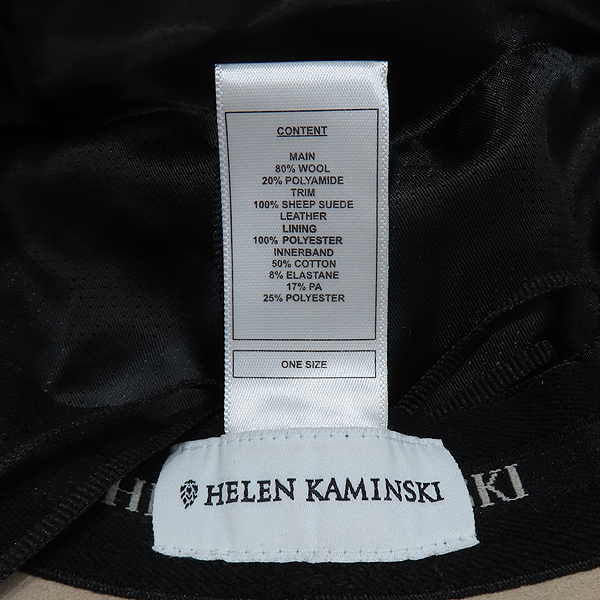 CONTENT
MAIN
80% WOOL
20% POLYAMIDE
TRIM
100% SHEEP SUEDE
LEATHER
LINING
100% POLYESTER
INNERBAND
50% COTTON
8% ELASTANE
17% PA
25% POLYESTER
ONE SIZE
HELEN KAMINSKI
H SKI